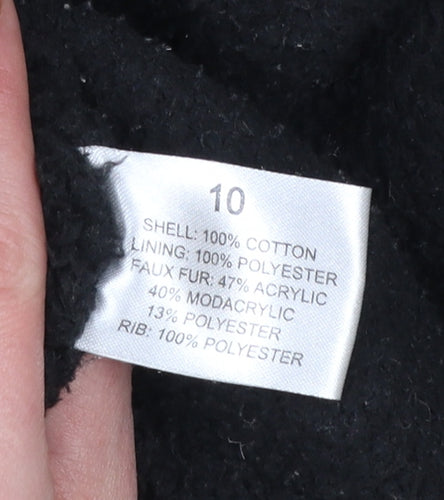 10
SHELL: 100% COTTON
LINING: 100% POLYESTER
FAUX FUR: 47% ACRYLIC
40% MODACRYLIC
13% POLYESTER
RIB: 100% POLYESTER